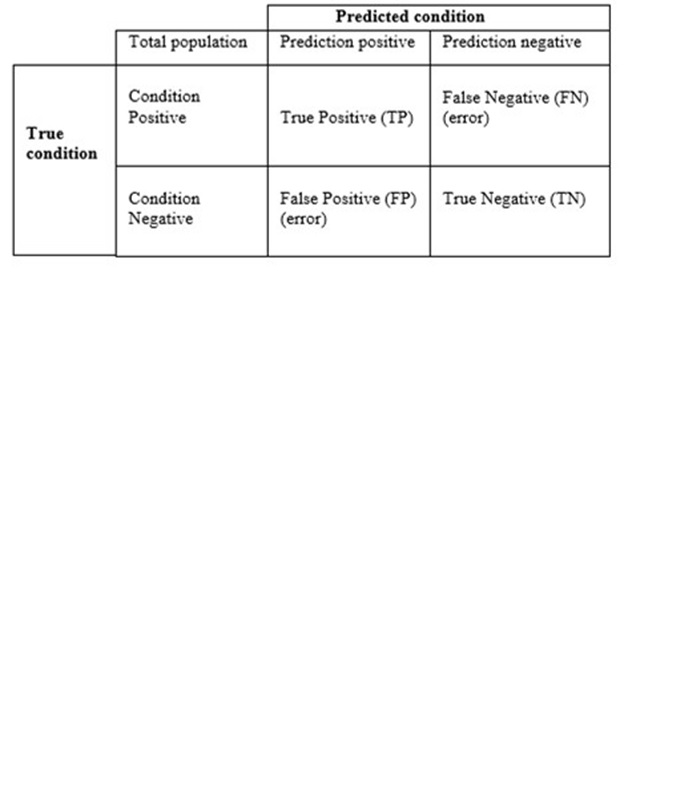 Predicted condition
Total population Prediction positive Prediction negative
True
condition
Condition
Positive
True Positive (TP)
False Negative (FN)
(error)
Condition
Negative
False Positive (FP)
(error)
True Negative (TN)